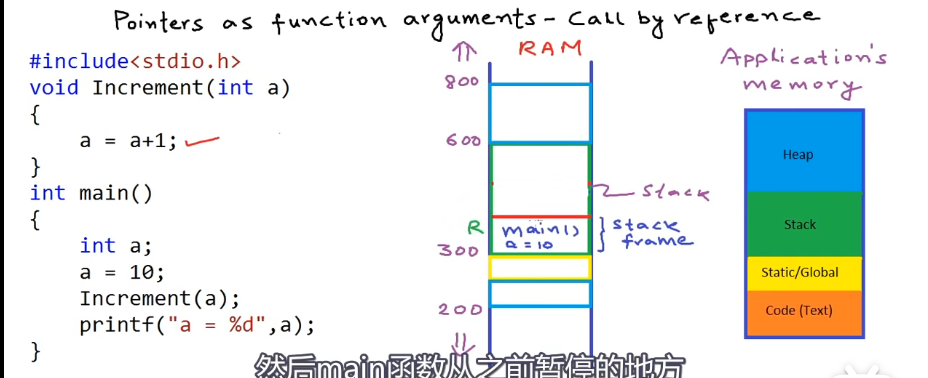 Pointers as function arguments - Call by reference
#include<stdio.h>
void Increment(int a)
{
a = a+1;
}
int main()
{
int a;
a = 10;
Increment(a);
printf("a = %d",a);
}
RAM
800
600
Stack
R
main()
a = 10
stack
frame
300
200
Application's
memory
Heap
Stack
Static/Global
Code (Text)
然后main函数从之前暂停的地方